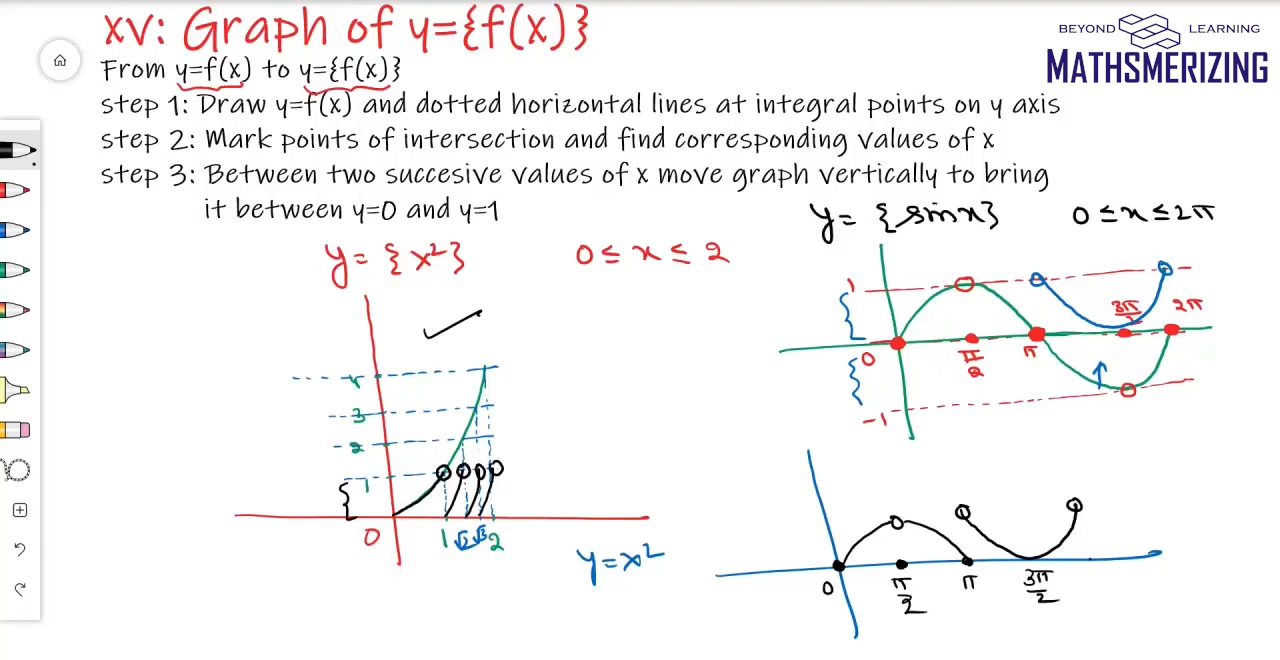 xv: Graph of y={f(x)}
BEYOND LEARNING
MATHSMERIZING
From y=f(x) to y={f(x)}
step 1: Draw y=f(x) and dotted horizontal lines at integral points on y axis
step 2: Mark points of intersection and find corresponding values of x
step 3: Between two succesive values of x move graph vertically to bring
it between y=0 and y=1
y= {x²} 0 ≤ x ≤ 2
4
3
2
1
0 1 √2 √3 2
y=x²
y= {sinx} 0 ≤ x ≤ 2π
1
0 π/2 π 3π/2 2π
-1
0 π/2 π 3π/2